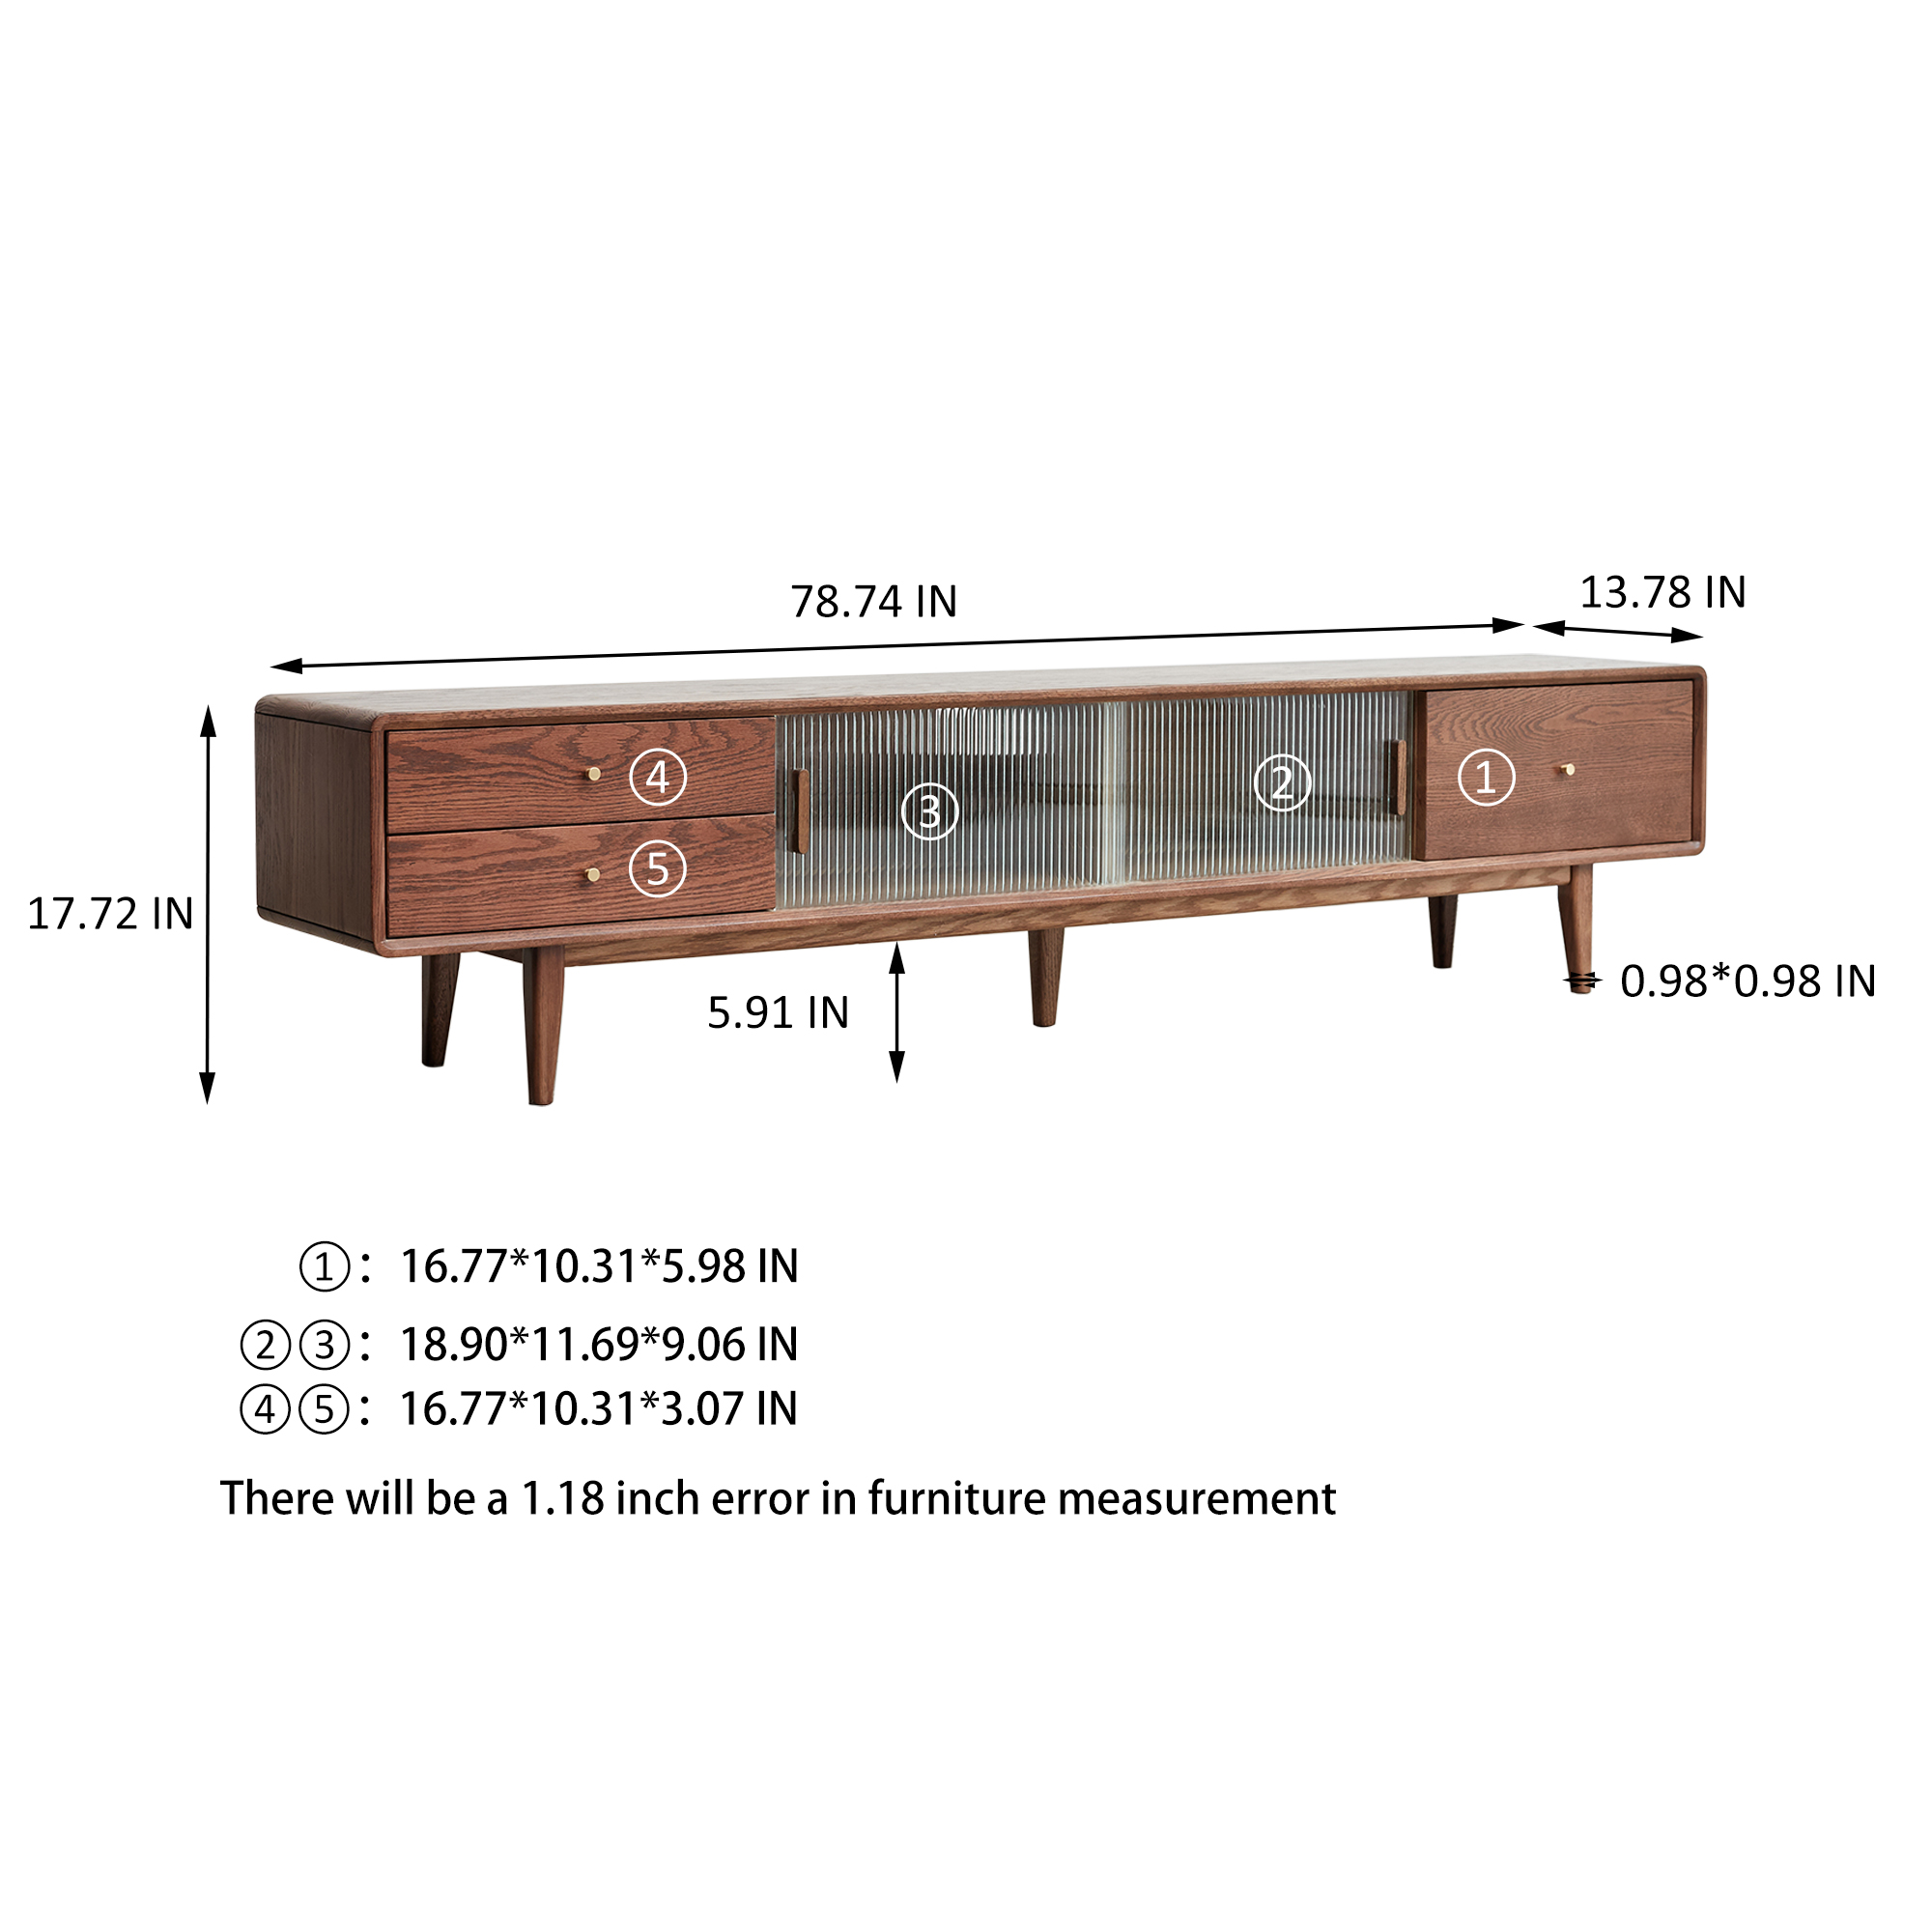 78.74 IN
13.78 IN
④
③
②
①
⑤
17.72 IN
5.91 IN
0.98*0.98 IN
①: 16.77*10.31*5.98 IN
②③: 18.90*11.69*9.06 IN
④⑤: 16.77*10.31*3.07 IN
There will be a 1.18 inch error in furniture measurement